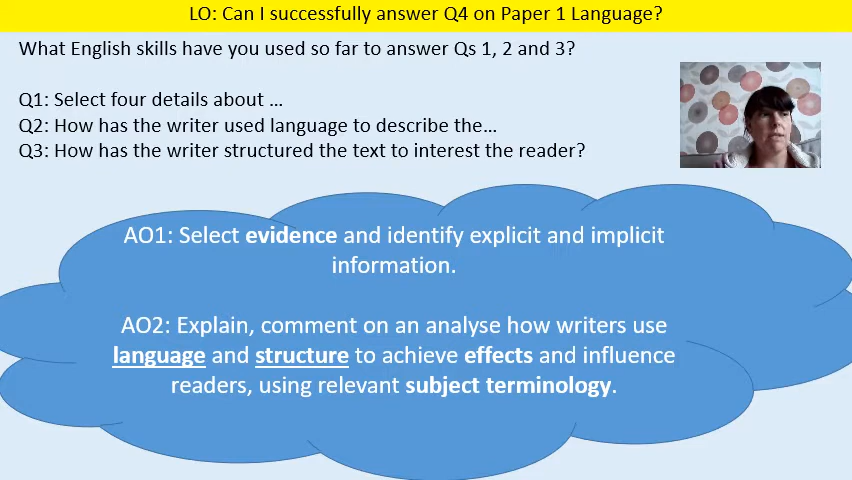 LO: Can I successfully answer Q4 on Paper 1 Language?
What English skills have you used so far to answer Qs 1, 2 and 3?
Q1: Select four details about …
Q2: How has the writer used language to describe the…
Q3: How has the writer structured the text to interest the reader?
AO1: Select evidence and identify explicit and implicit
information.
AO2: Explain, comment on an analyse how writers use
language and structure to achieve effects and influence
readers, using relevant subject terminology.